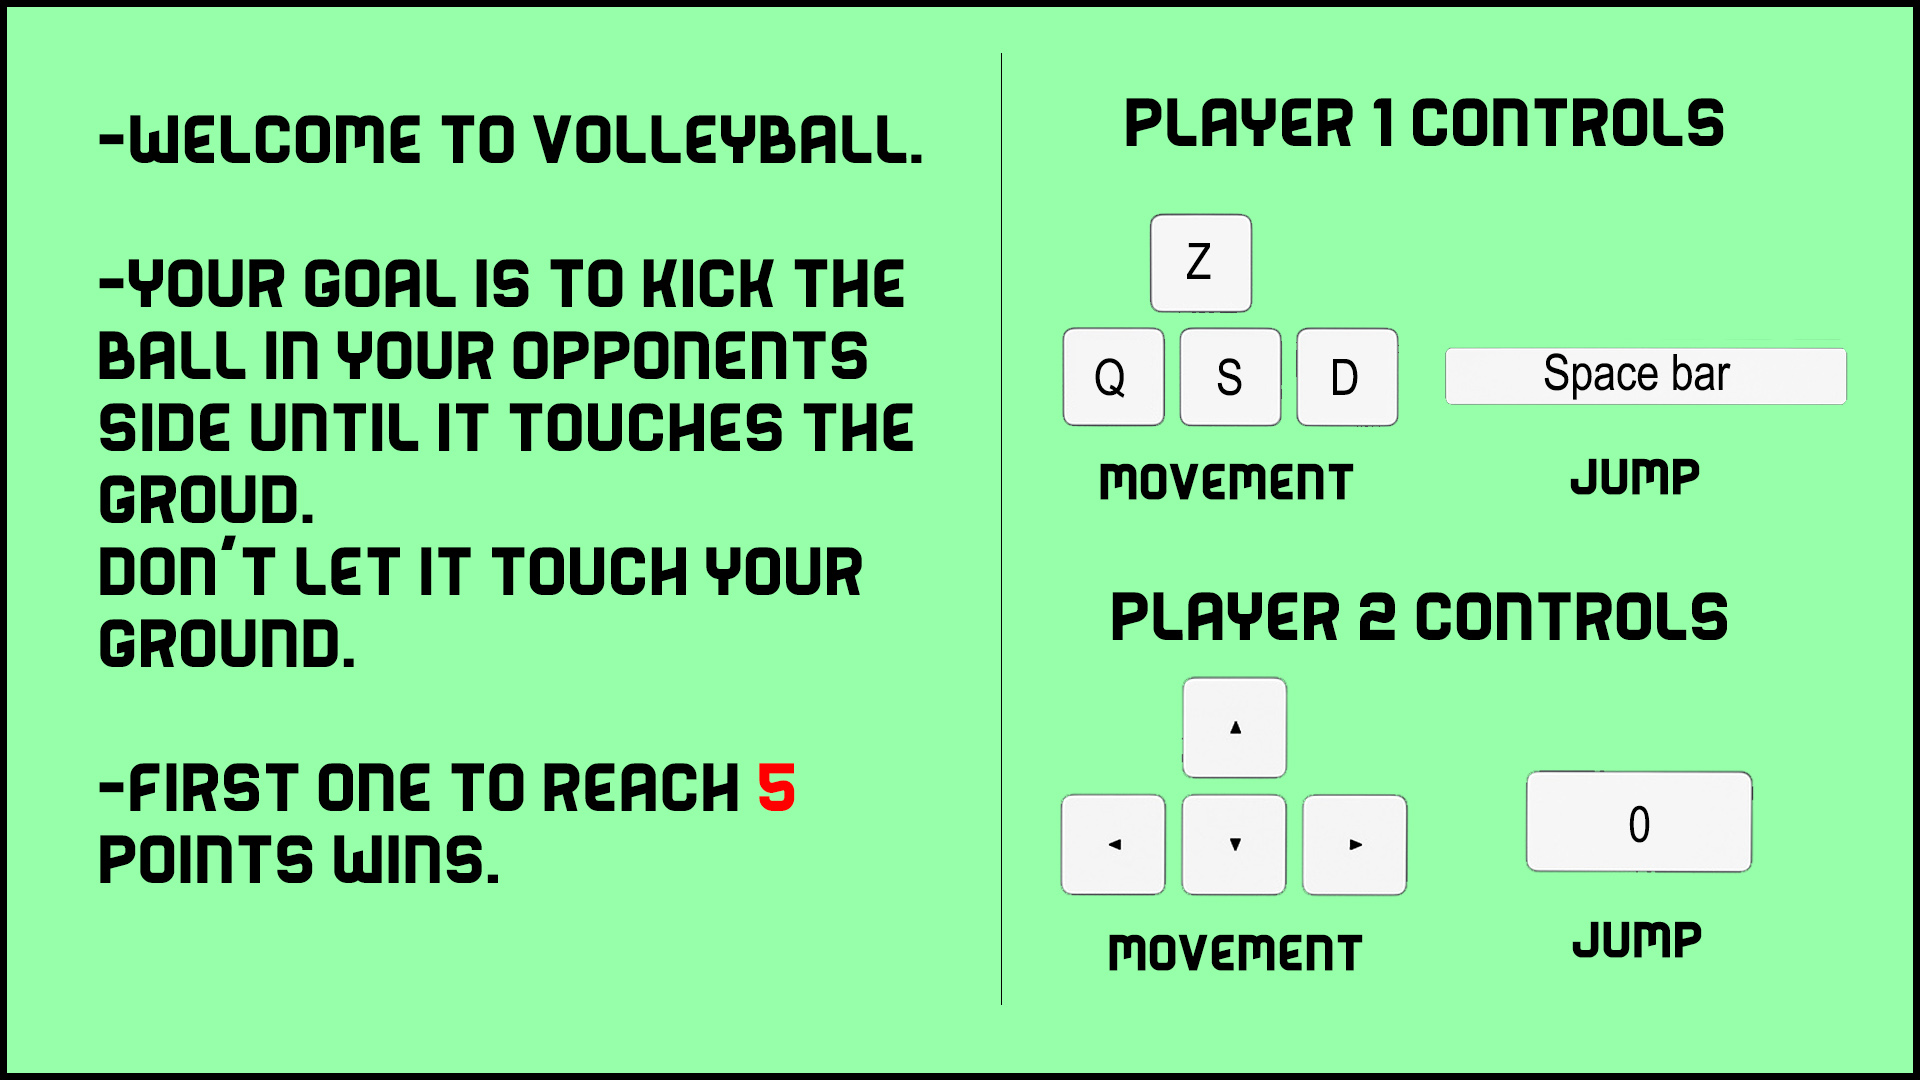 -WELCOME TO VOLLEYBALL.
-YOUR GOAL IS TO KICK THE
BALL IN YOUR OPPONENTS
SIDE UNTIL IT TOUCHES THE
GROUD.
DON'T LET IT TOUCH YOUR
GROUND.
-FIRST ONE TO REACH 5
POINTS WINS.
PLAYER 1 CONTROLS
Z
Q S D
Space bar
MOVEMENT
JUMP
PLAYER 2 CONTROLS
▲
◄ ▼ ►
0
MOVEMENT
JUMP